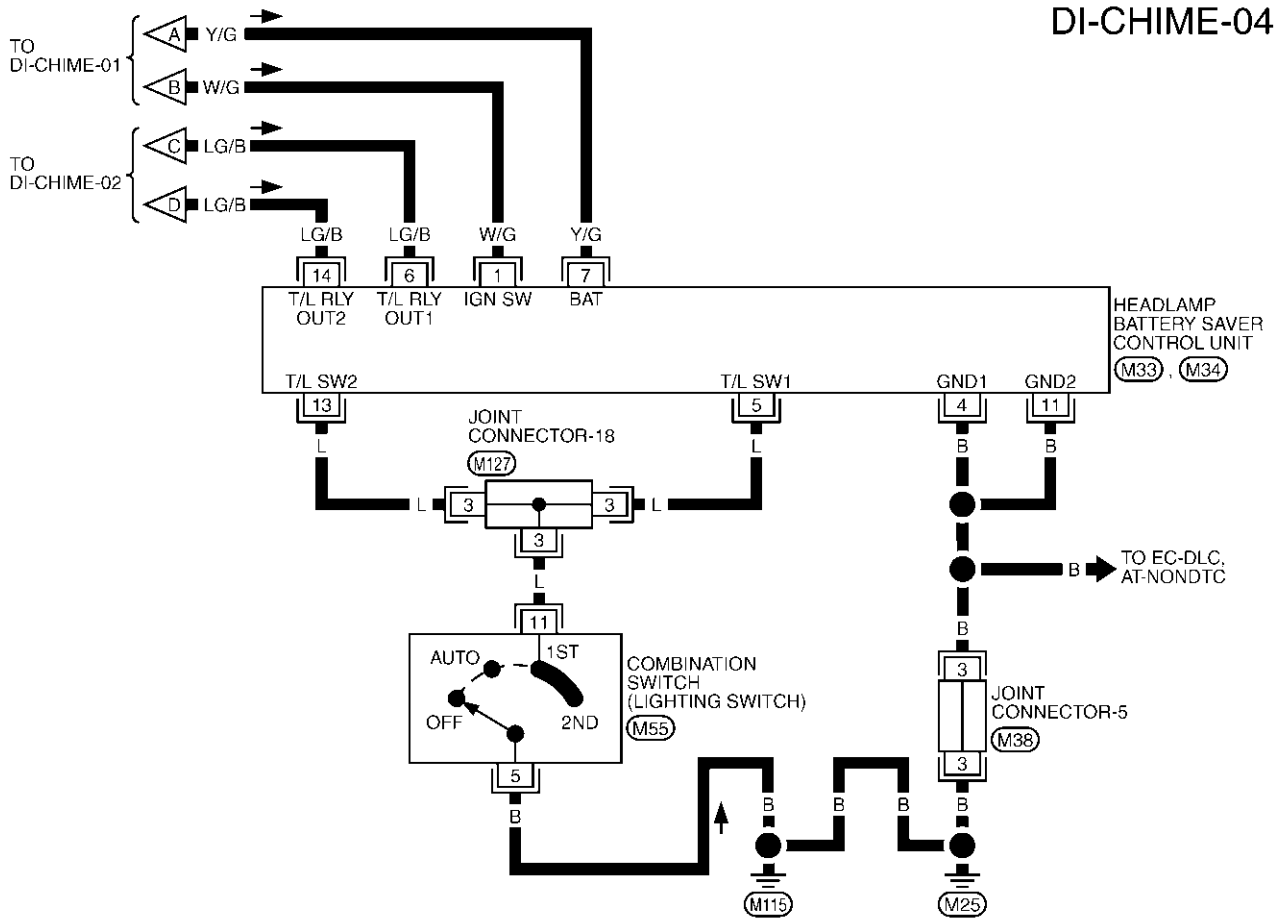 DI-CHIME-04
TO
DI-CHIME-01
A Y/G
B W/G
TO
DI-CHIME-02
C LG/B
D LG/B
LG/B LG/B W/G Y/G
14 6 1 7
T/L RLY
OUT2
T/L RLY
OUT1
IGN SW
BAT
HEADLAMP
BATTERY SAVER
CONTROL UNIT
M33 , M34
T/L SW2 T/L SW1 GND1 GND2
13 5 4 11
L L B B
JOINT
CONNECTOR-18
M127
L 3 3 L
3
L
B
TO EC-DLC,
AT-NONDTC
11
AUTO 1ST
OFF 2ND
COMBINATION
SWITCH
(LIGHTING SWITCH)
M55
5
B
B
3
JOINT
CONNECTOR-5
M38
3
B B B B
M115 M25